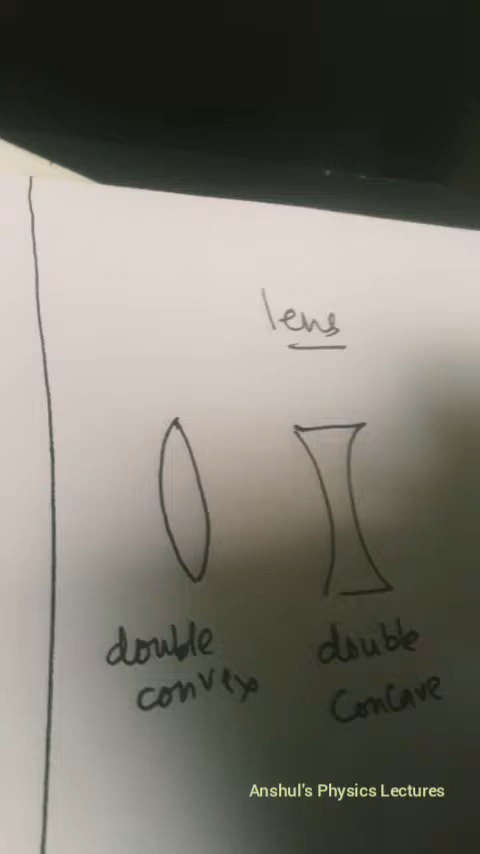 lens
double
convex
double
concave
Anshul's Physics Lectures